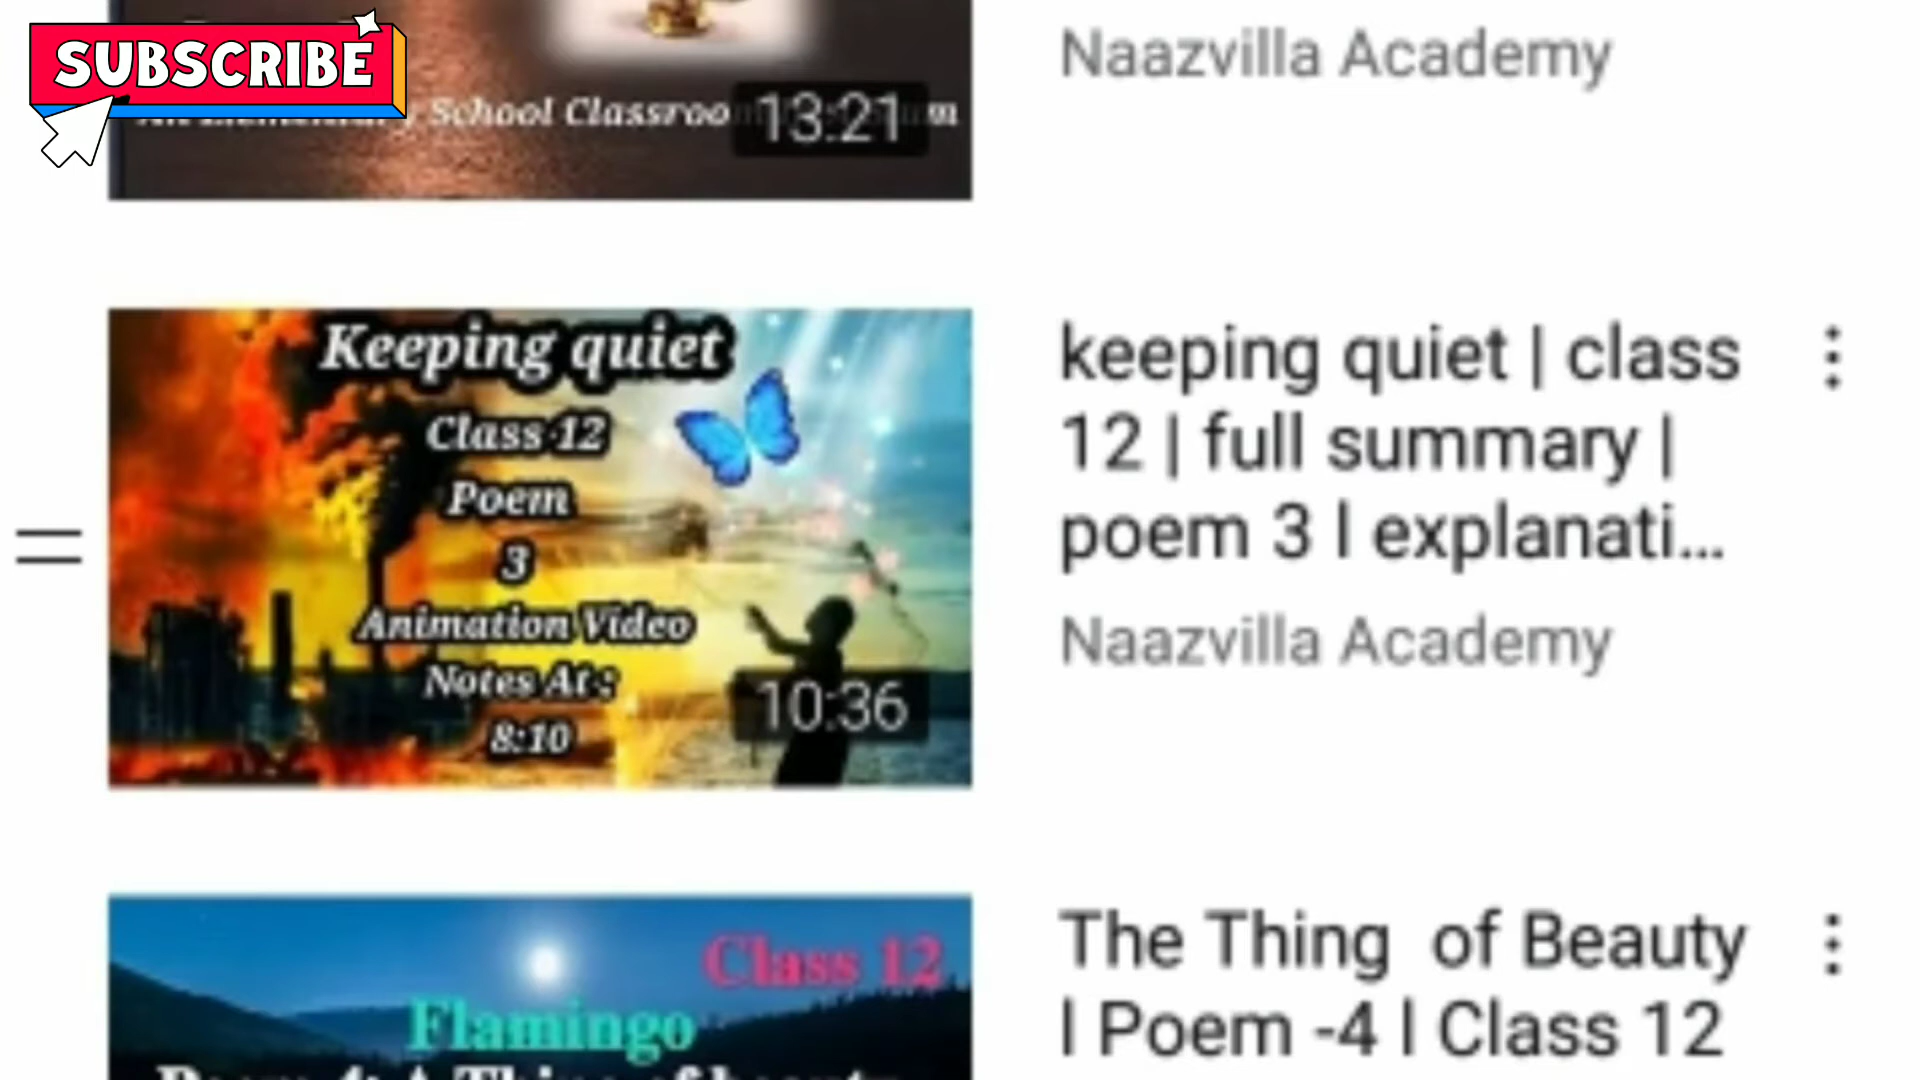 SUBSCRIBE
Naazvilla Academy
School Classroo
m
13:21
Keeping quiet
Class 12
Poem
3
Animation Video
Notes At :
8:10
10:36
keeping quiet | class
12 | full summary |
poem 3 l explanati...
Naazvilla Academy
Class 12
Flamingo
The Thing of Beauty
l Poem -4 l Class 12